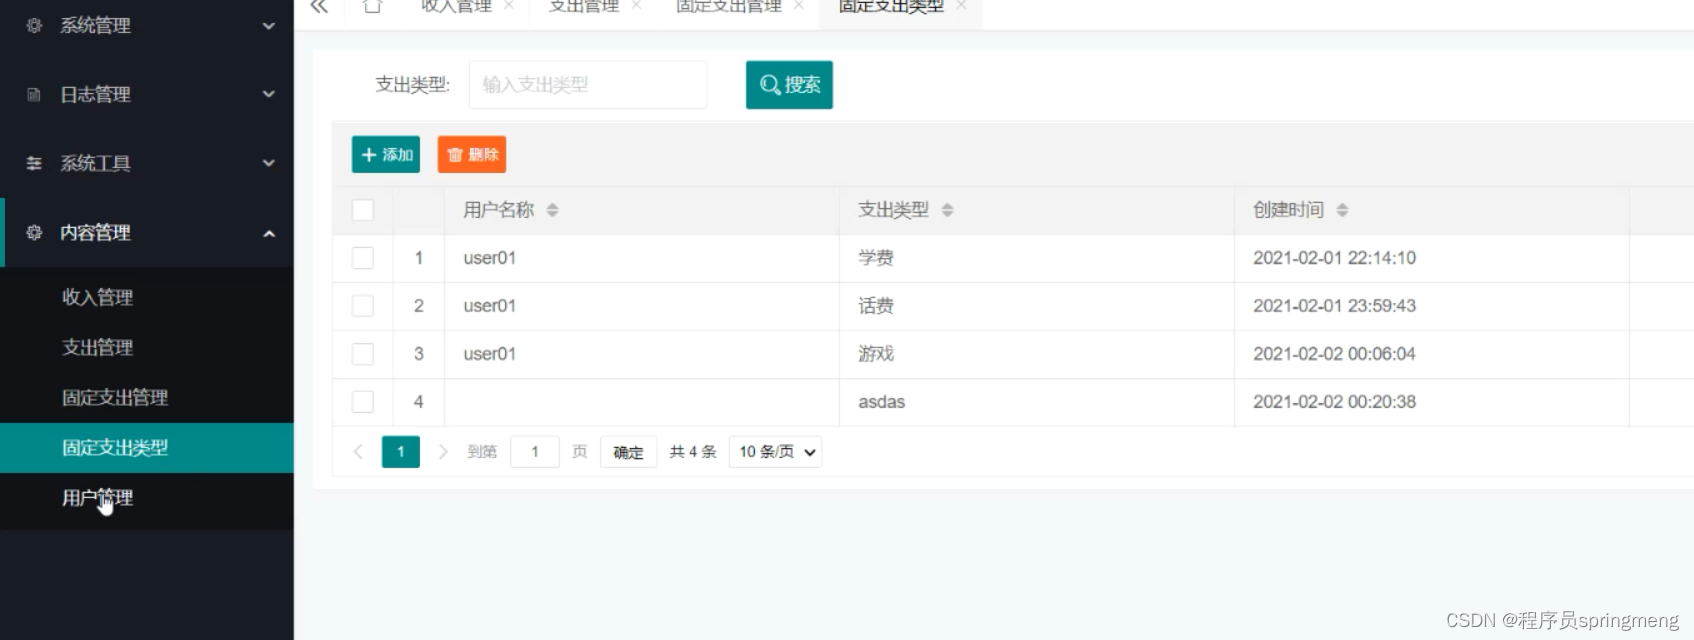 系统管理
日志管理
系统工具
内容管理
收入管理
支出管理
固定支出管理
固定支出类型
用户管理
收入管理 支出管理 固定支出管理 固定支出类型
支出类型: 输入支出类型 搜索
添加 删除
用户名称 支出类型 创建时间
1 user01 学费 2021-02-01 22:14:10
2 user01 话费 2021-02-01 23:59:43
3 user01 游戏 2021-02-02 00:06:04
4 asdas 2021-02-02 00:20:38
1 到第 1 页 确定 共 4 条 10 条/页
CSDN @程序员springmeng